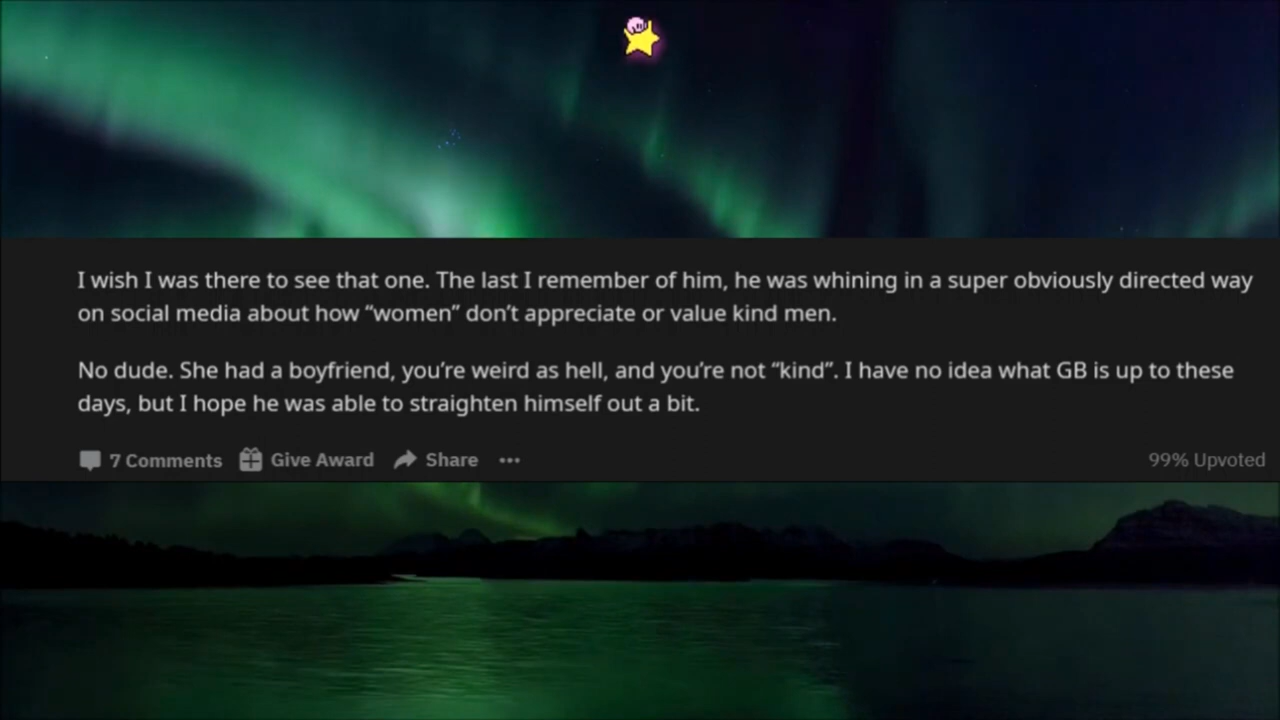 I wish I was there to see that one. The last I remember of him, he was whining in a super obviously directed way
on social media about how “women” don’t appreciate or value kind men.
No dude. She had a boyfriend, you’re weird as hell, and you’re not “kind”. I have no idea what GB is up to these
days, but I hope he was able to straighten himself out a bit.
7 Comments Give Award Share ••• 99% Upvoted